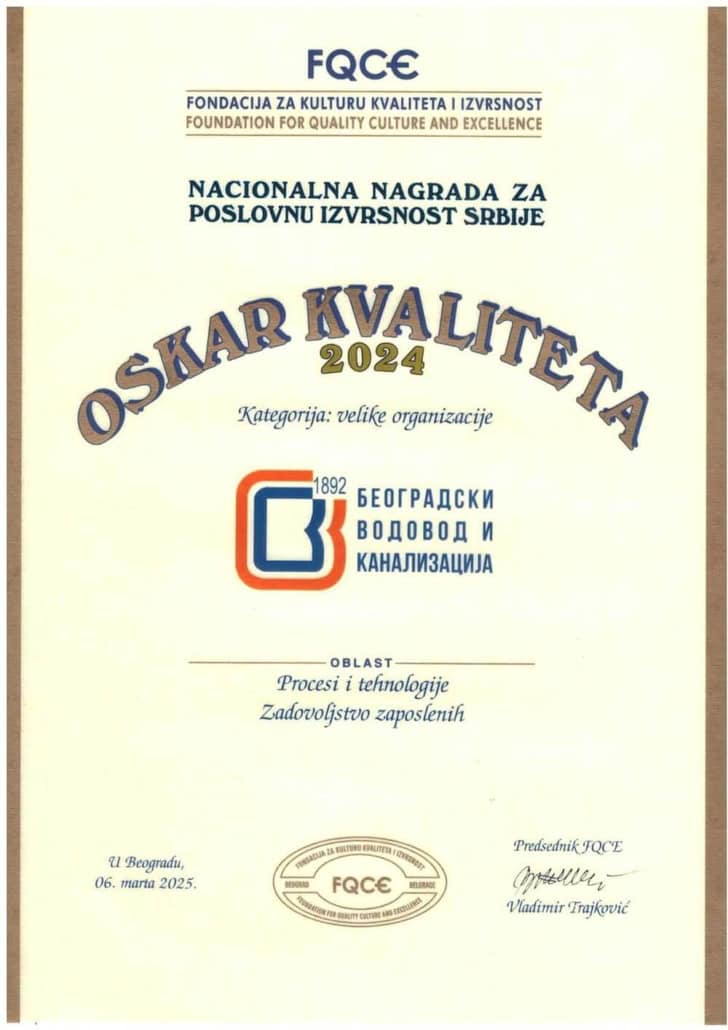 FQC€
FONDACIJA ZA KULTURU KVALITETA I IZVRSNOST
FOUNDATION FOR QUALITY CULTURE AND EXCELLENCE
NACIONALNA NAGRADA ZA
POSLOVNU IZVRSNOST SRBIJE
OSKAR KVALITETA
2024
Kategorija: velike organizacije
1892
БЕОГРАДСКИ
ВОДОВОД И
КАНАЛИЗАЦИЈА
OBLAST
Procesi i tehnologije
Zadovoljstvo zaposlenih
U Beogradu,
06. marta 2025.
FONDACIJA ZA KULTURU KVALITETA I IZVRSNOST
BEOGRAD
FQC€
BELGRADE
FOUNDATION FOR QUALITY CULTURE AND EXCELLENCE
Predsednik FQCE
Vladimir Trajković